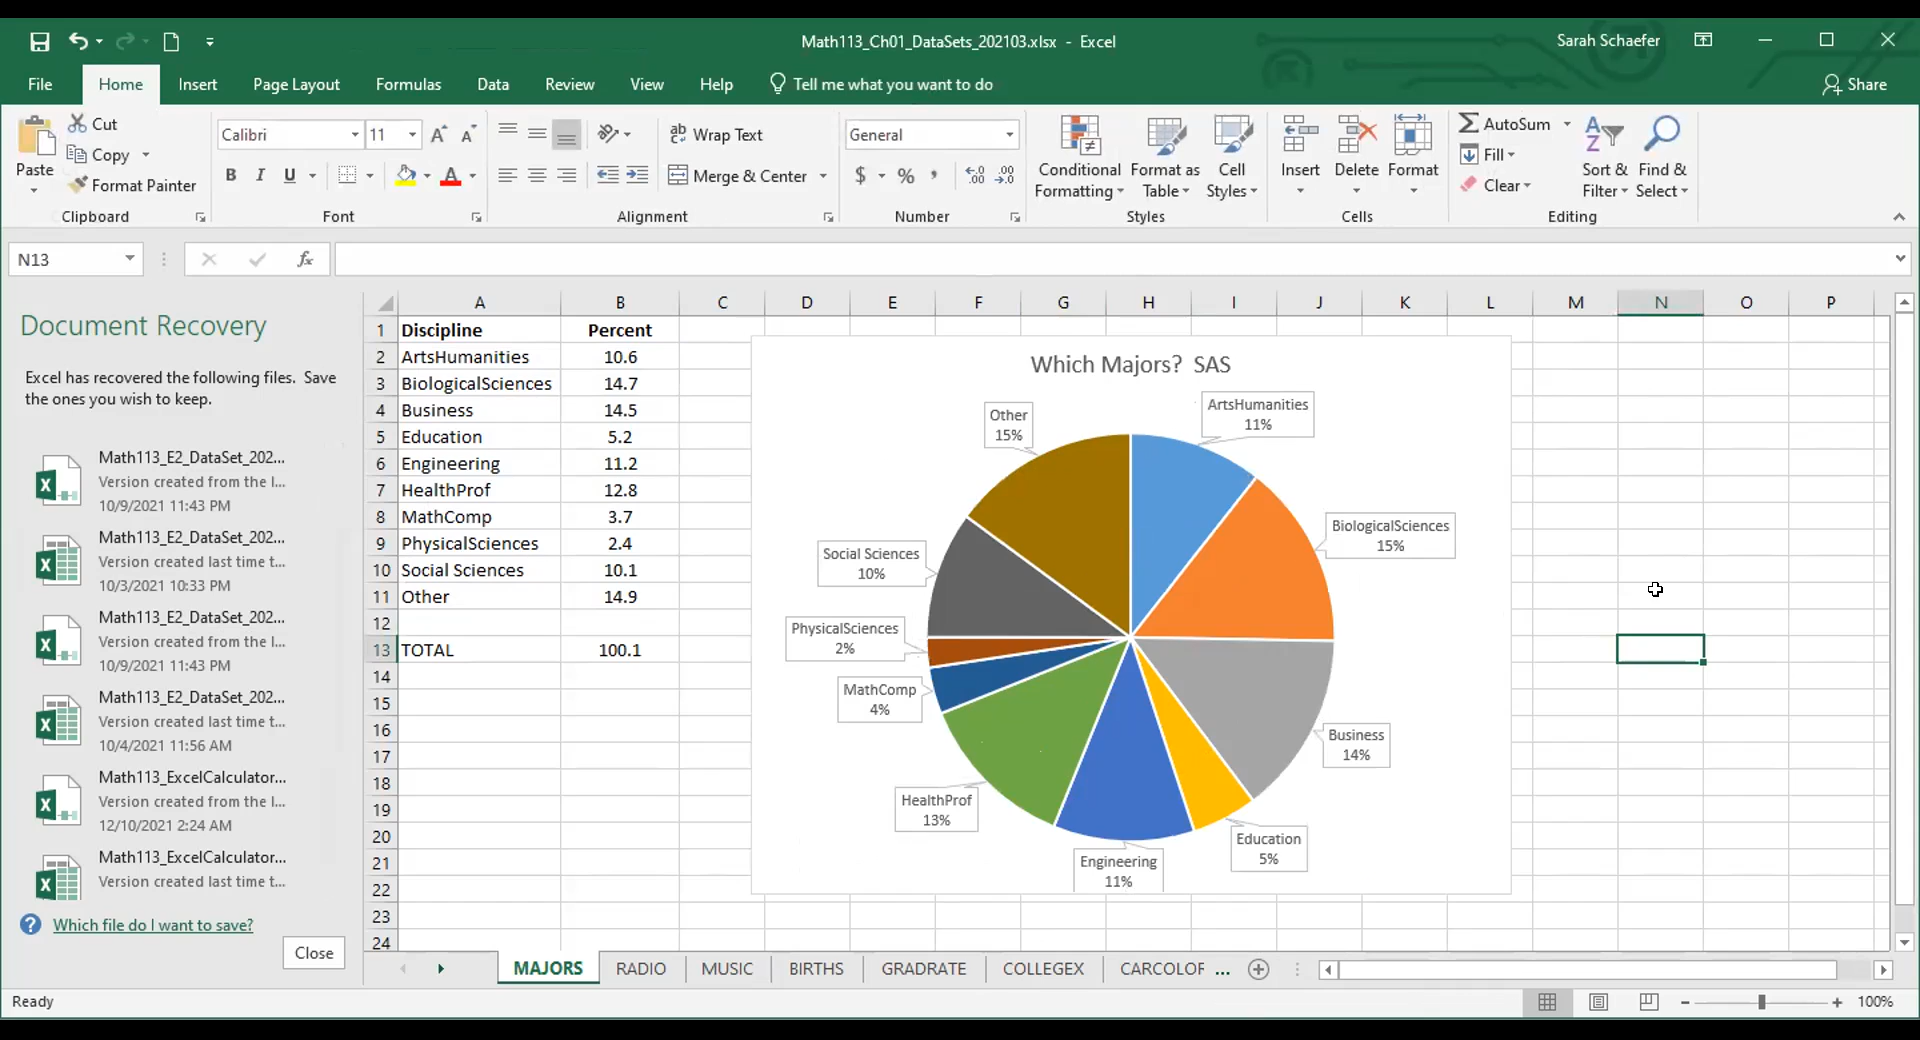 Math113_Ch01_DataSets_202103.xlsx - Excel
Sarah Schaefer
File Home Insert Page Layout Formulas Data Review View Help Tell me what you want to do
Share
Paste
Cut
Copy
Format Painter
Clipboard
Calibri 11
B I U A
Font
ab Wrap Text
Merge & Center
Alignment
General
$ % , .00 .00
Number
Conditional Formatting
Format as Table
Cell Styles
Styles
Insert Delete Format
Cells
AutoSum
Fill
Clear
Sort & Filter
Find & Select
Editing
N13
fx
Document Recovery
Excel has recovered the following files. Save
the ones you wish to keep.
Math113_E2_DataSet_202...
Version created from the l...
10/9/2021 11:43 PM
Math113_E2_DataSet_202...
Version created last time t...
10/3/2021 10:33 PM
Math113_E2_DataSet_202...
Version created from the l...
10/9/2021 11:43 PM
Math113_E2_DataSet_202...
Version created last time t...
10/4/2021 11:56 AM
Math113_ExcelCalculator...
Version created from the l...
12/10/2021 2:24 AM
Math113_ExcelCalculator...
Version created last time t...
Which file do I want to save?
Close
A B C D E F G H I J K L M N O P
1 Discipline Percent
2 ArtsHumanities 10.6
3 BiologicalSciences 14.7
4 Business 14.5
5 Education 5.2
6 Engineering 11.2
7 HealthProf 12.8
8 MathComp 3.7
9 PhysicalSciences 2.4
10 Social Sciences 10.1
11 Other 14.9
12
13 TOTAL 100.1
14
15
16
17
18
19
20
21
22
23
24
Which Majors? SAS
Other
15%
ArtsHumanities
11%
BiologicalSciences
15%
Social Sciences
10%
PhysicalSciences
2%
MathComp
4%
Business
14%
HealthProf
13%
Education
5%
Engineering
11%
MAJORS RADIO MUSIC BIRTHS GRADRATE COLLEGEX CARCOLOF ...
Ready
100%